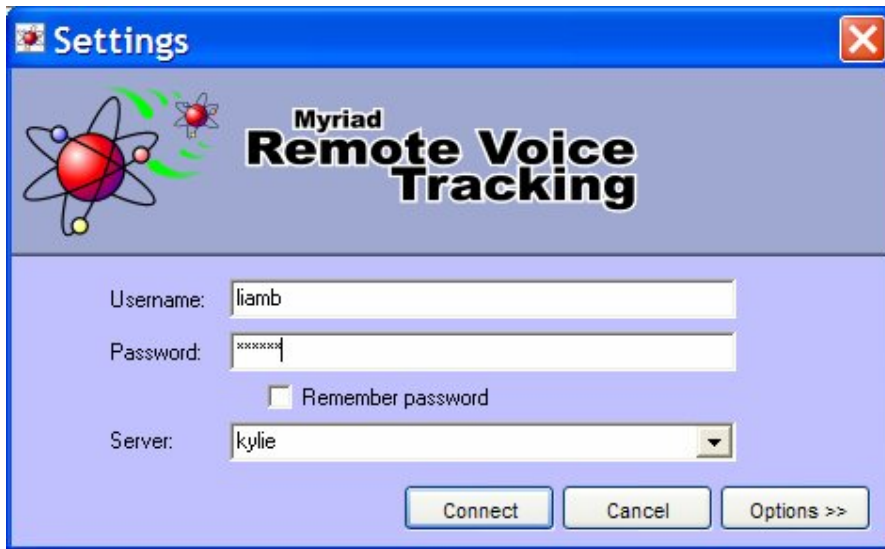 Settings
Myriad
Remote Voice
Tracking
Username: liamb
Password: ******
Remember password
Server: kylie
Connect Cancel Options >>